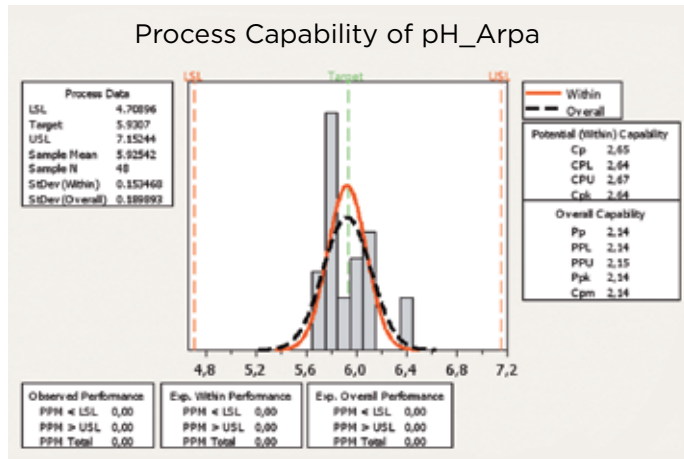 Process Capability of pH_Arpa
LSL Target USL
Process Data
LSL 4.70896
Target 5.9307
USL 7.15244
Sample Mean 5.92542
Sample N 48
StDev(Within) 0.153468
StDev(Overall) 0.189893
Within
Overall
Potential (Within) Capability
Cp 2,65
CPL 2,64
CPU 2,67
Cpk 2,64
Overall Capability
Pp 2,14
PPL 2,14
PPU 2,15
Ppk 2,14
Cpm 2,14
4,8 5,2 5,6 6,0 6,4 6,8 7,2
Observed Performance
PPM < LSL 0,00
PPM > USL 0,00
PPM Total 0,00
Exp. Within Performance
PPM < LSL 0,00
PPM > USL 0,00
PPM Total 0,00
Exp. Overall Performance
PPM < LSL 0,00
PPM > USL 0,00
PPM Total 0,00